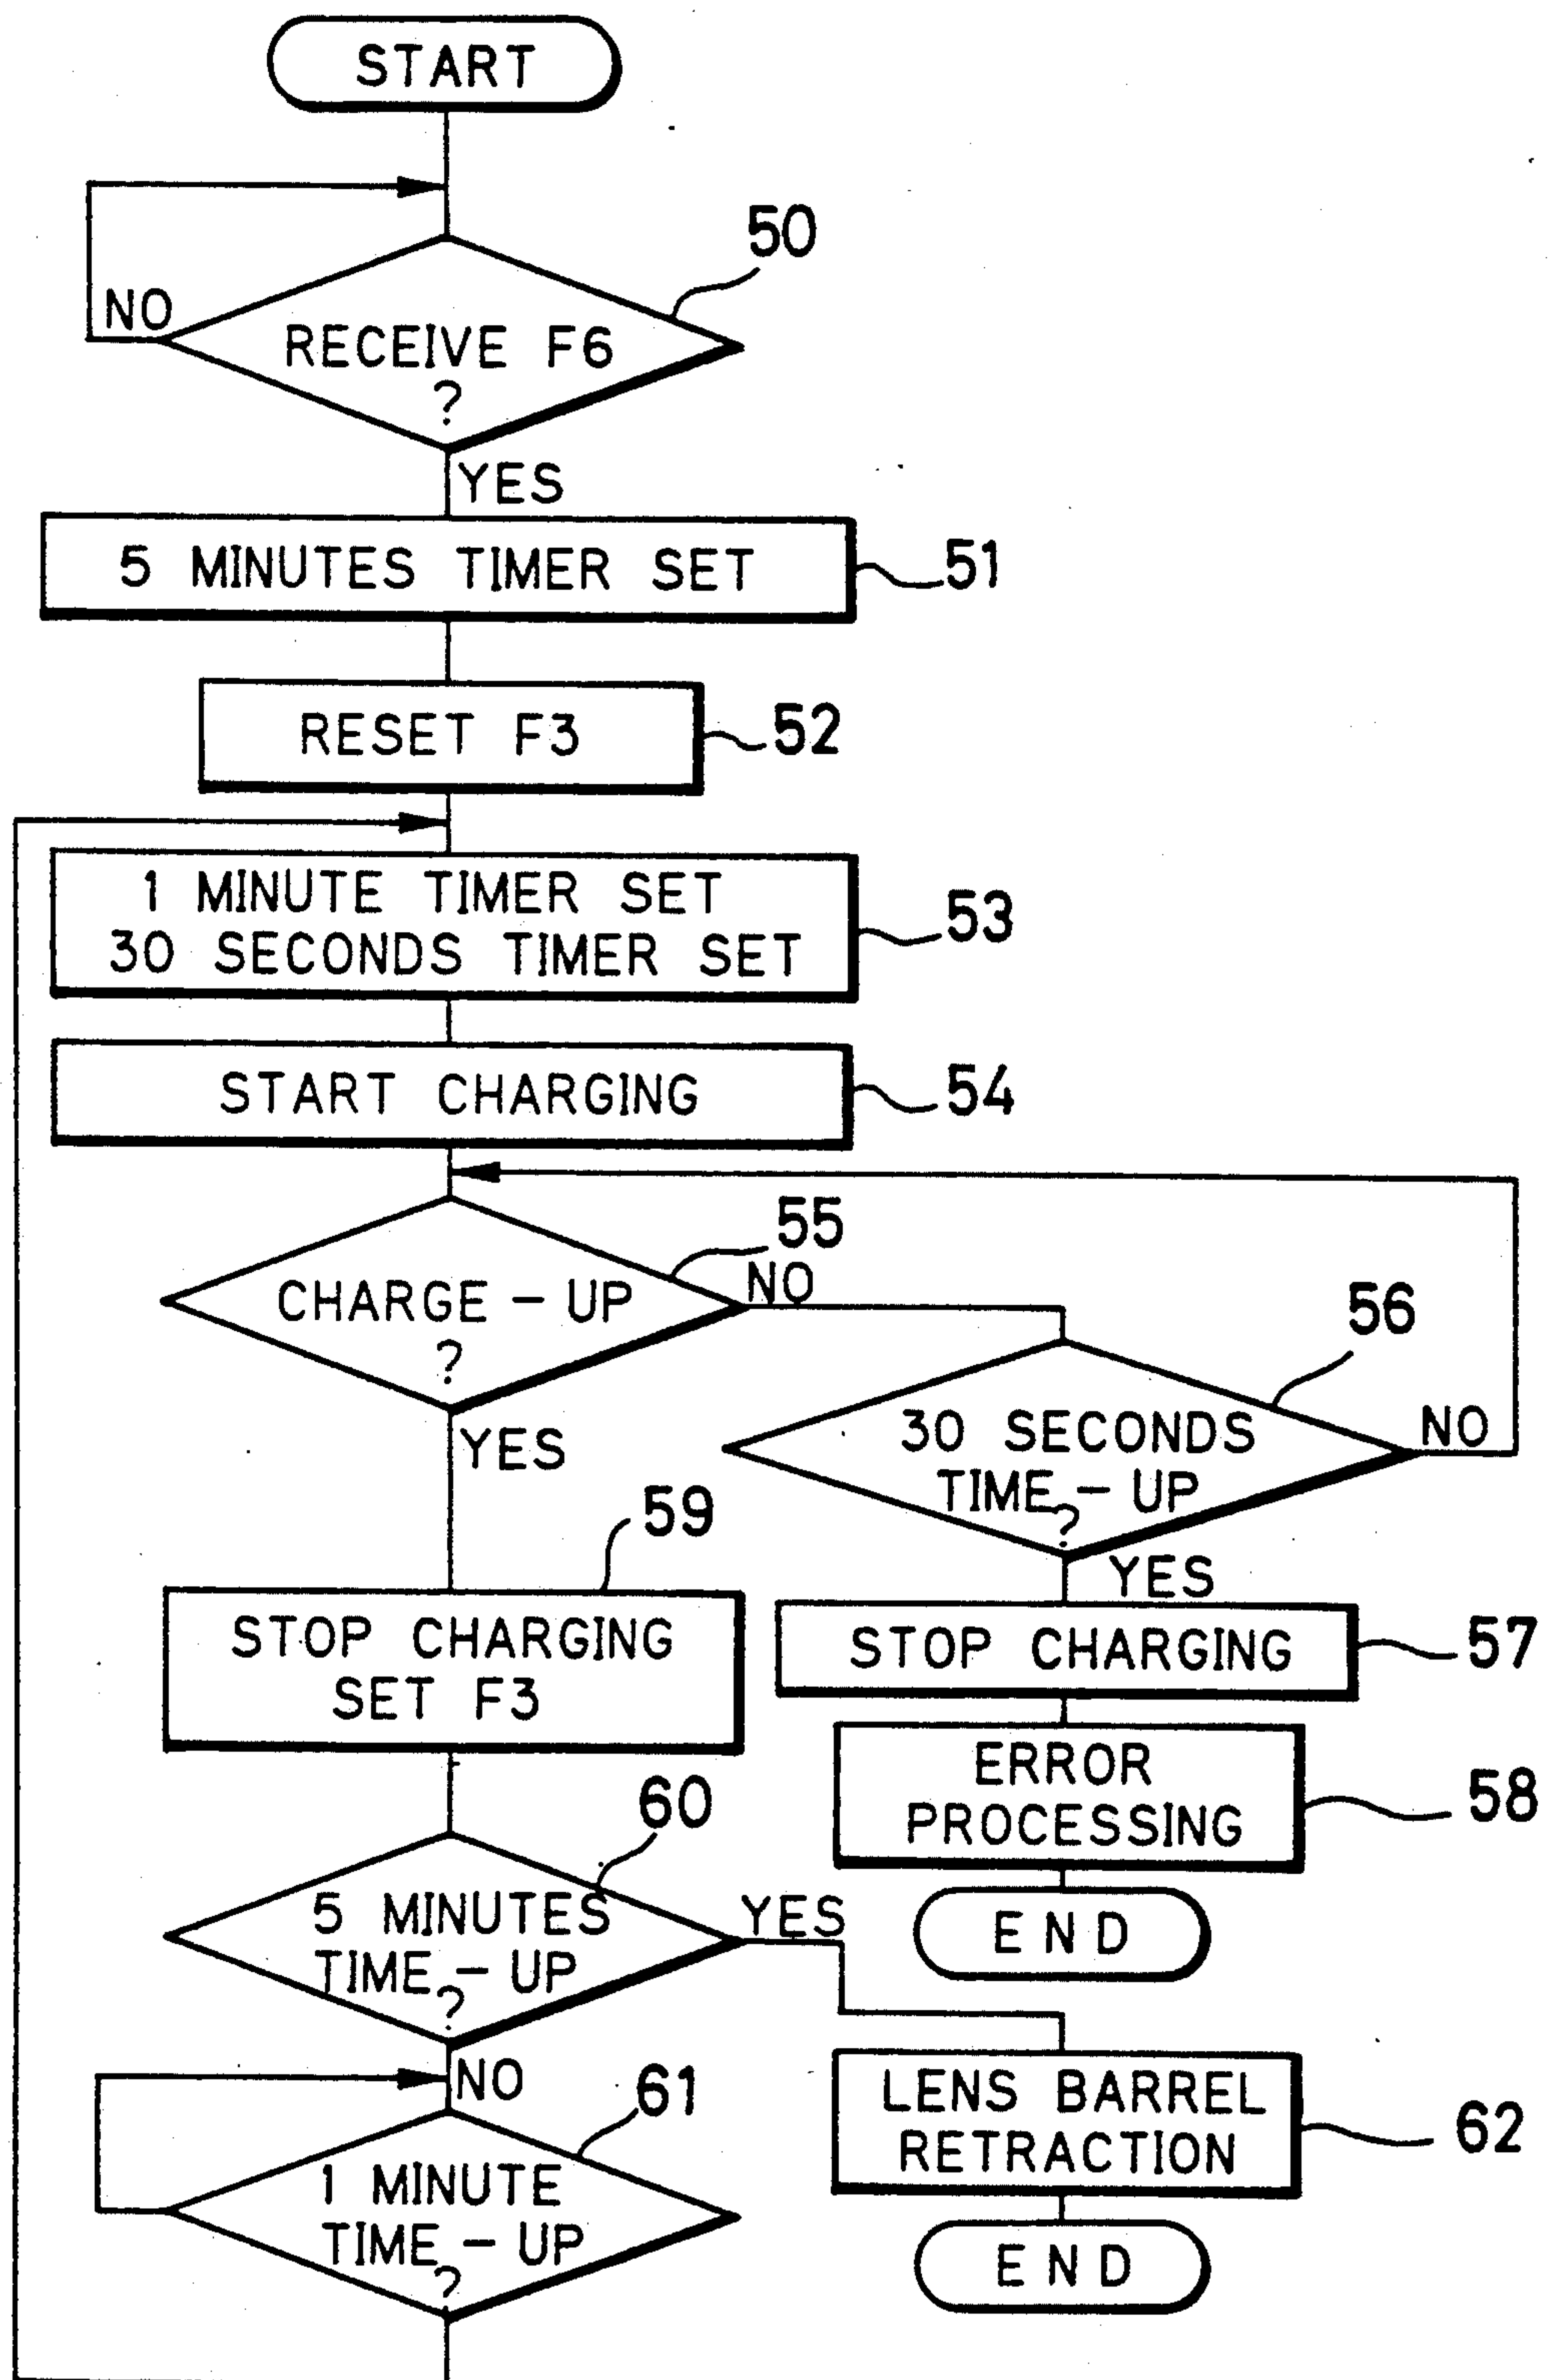 START
50
NO
RECEIVE F6
?
YES
5 MINUTES TIMER SET
51
RESET F3
52
1 MINUTE TIMER SET
30 SECONDS TIMER SET
53
START CHARGING
54
55
CHARGE - UP
?
NO
56
30 SECONDS
TIME - UP
?
NO
YES
YES
59
STOP CHARGING
SET F3
STOP CHARGING
57
ERROR
PROCESSING
58
END
60
5 MINUTES
TIME - UP
?
YES
NO
61
LENS BARREL
RETRACTION
62
1 MINUTE
TIME - UP
?
END